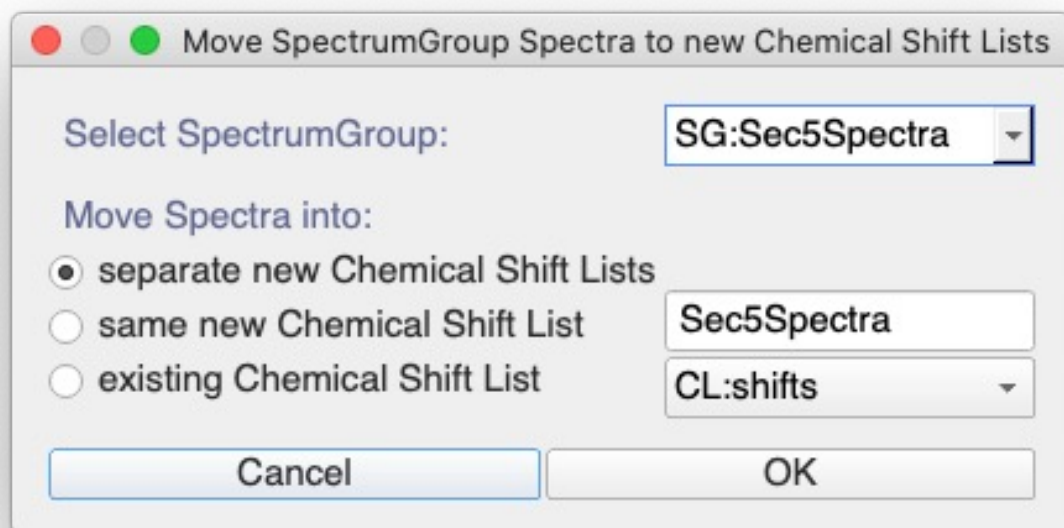 Move SpectrumGroup Spectra to new Chemical Shift Lists
Select SpectrumGroup: SG:Sec5Spectra
Move Spectra into:
separate new Chemical Shift Lists
same new Chemical Shift List Sec5Spectra
existing Chemical Shift List CL:shifts
Cancel OK